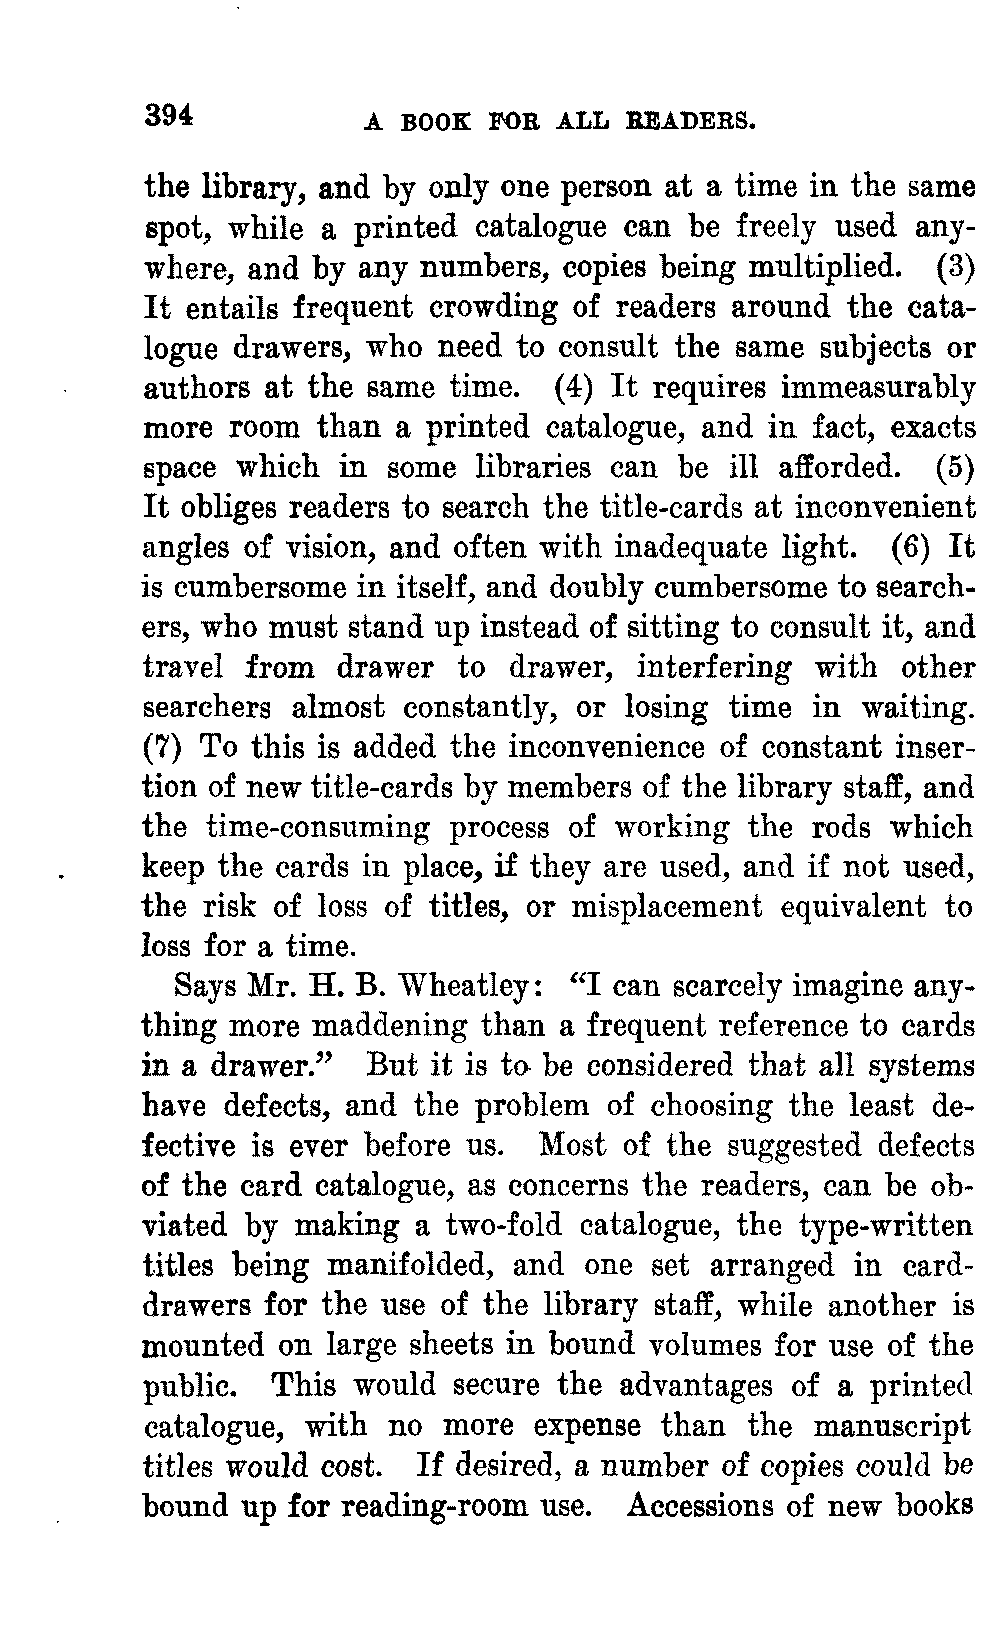 394 A BOOK FOR ALL READERS.
the library, and by only one person at a time in the same
spot, while a printed catalogue can be freely used any-
where, and by any numbers, copies being multiplied. (3)
It entails frequent crowding of readers around the cata-
logue drawers, who need to consult the same subjects or
authors at the same time. (4) It requires immeasurably
more room than a printed catalogue, and in fact, exacts
space which in some libraries can be ill afforded. (5)
It obliges readers to search the title-cards at inconvenient
angles of vision, and often with inadequate light. (6) It
is cumbersome in itself, and doubly cumbersome to search-
ers, who must stand up instead of sitting to consult it, and
travel from drawer to drawer, interfering with other
searchers almost constantly, or losing time in waiting.
(7) To this is added the inconvenience of constant inser-
tion of new title-cards by members of the library staff, and
the time-consuming process of working the rods which
keep the cards in place, if they are used, and if not used,
the risk of loss of titles, or misplacement equivalent to
loss for a time.
Says Mr. H. B. Wheatley: "I can scarcely imagine any-
thing more maddening than a frequent reference to cards
in a drawer." But it is to be considered that all systems
have defects, and the problem of choosing the least de-
fective is ever before us. Most of the suggested defects
of the card catalogue, as concerns the readers, can be ob-
viated by making a two-fold catalogue, the type-written
titles being manifolded, and one set arranged in card-
drawers for the use of the library staff, while another is
mounted on large sheets in bound volumes for use of the
public. This would secure the advantages of a printed
catalogue, with no more expense than the manuscript
titles would cost. If desired, a number of copies could be
bound up for reading-room use. Accessions of new books